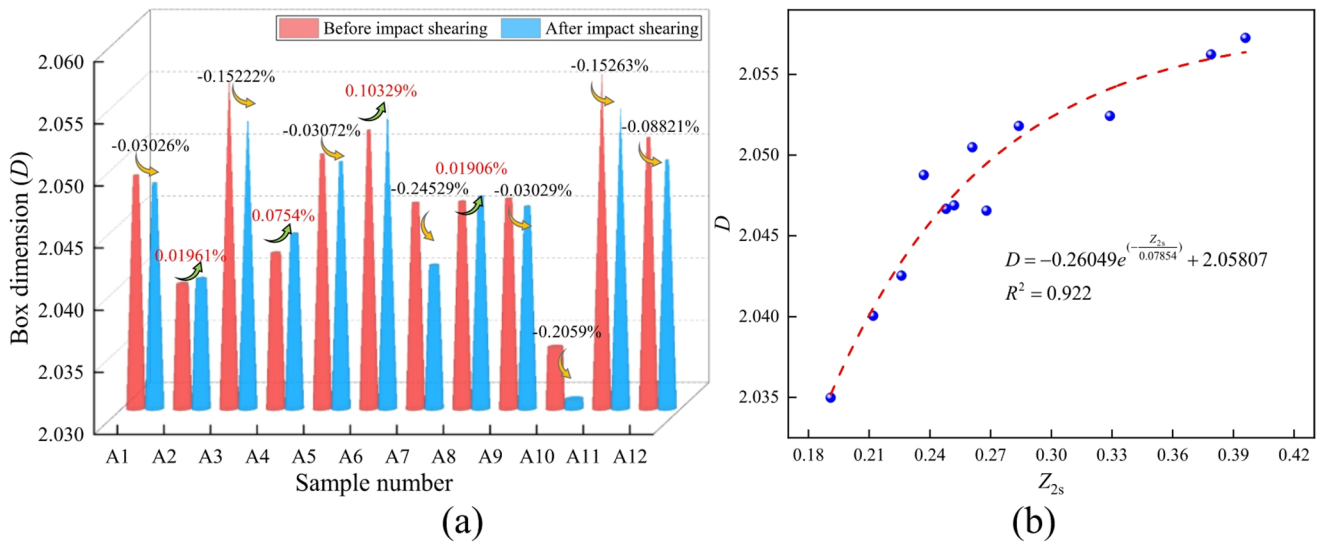 Before impact shearing
After impact shearing
2.060
2.055
2.050
2.045
2.040
2.035
2.030
Box dimension (D)
-0.03026%
0.01961%
-0.15222%
0.0754%
-0.03072%
0.10329%
-0.24529%
0.01906%
-0.03029%
-0.2059%
-0.15263%
-0.08821%
A1 A2 A3 A4 A5 A6 A7 A8 A9 A10 A11 A12
Sample number
(a)
2.055
2.050
2.045
2.040
2.035
D
D = −0.26049e^(−Z₂ₛ/0.07854) + 2.05807
R² = 0.922
0.18 0.21 0.24 0.27 0.30 0.33 0.36 0.39 0.42
Z₂ₛ
(b)